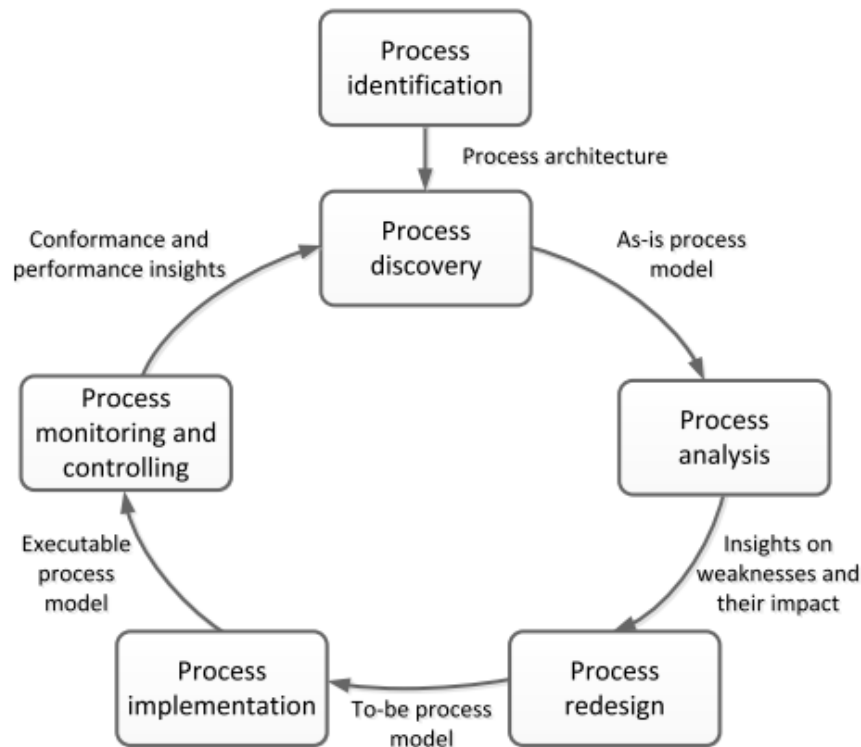 Process
identification
Process architecture
Process
discovery
As-is process
model
Process
analysis
Insights on
weaknesses and
their impact
Process
redesign
To-be process
model
Process
implementation
Executable
process
model
Process
monitoring and
controlling
Conformance and
performance insights